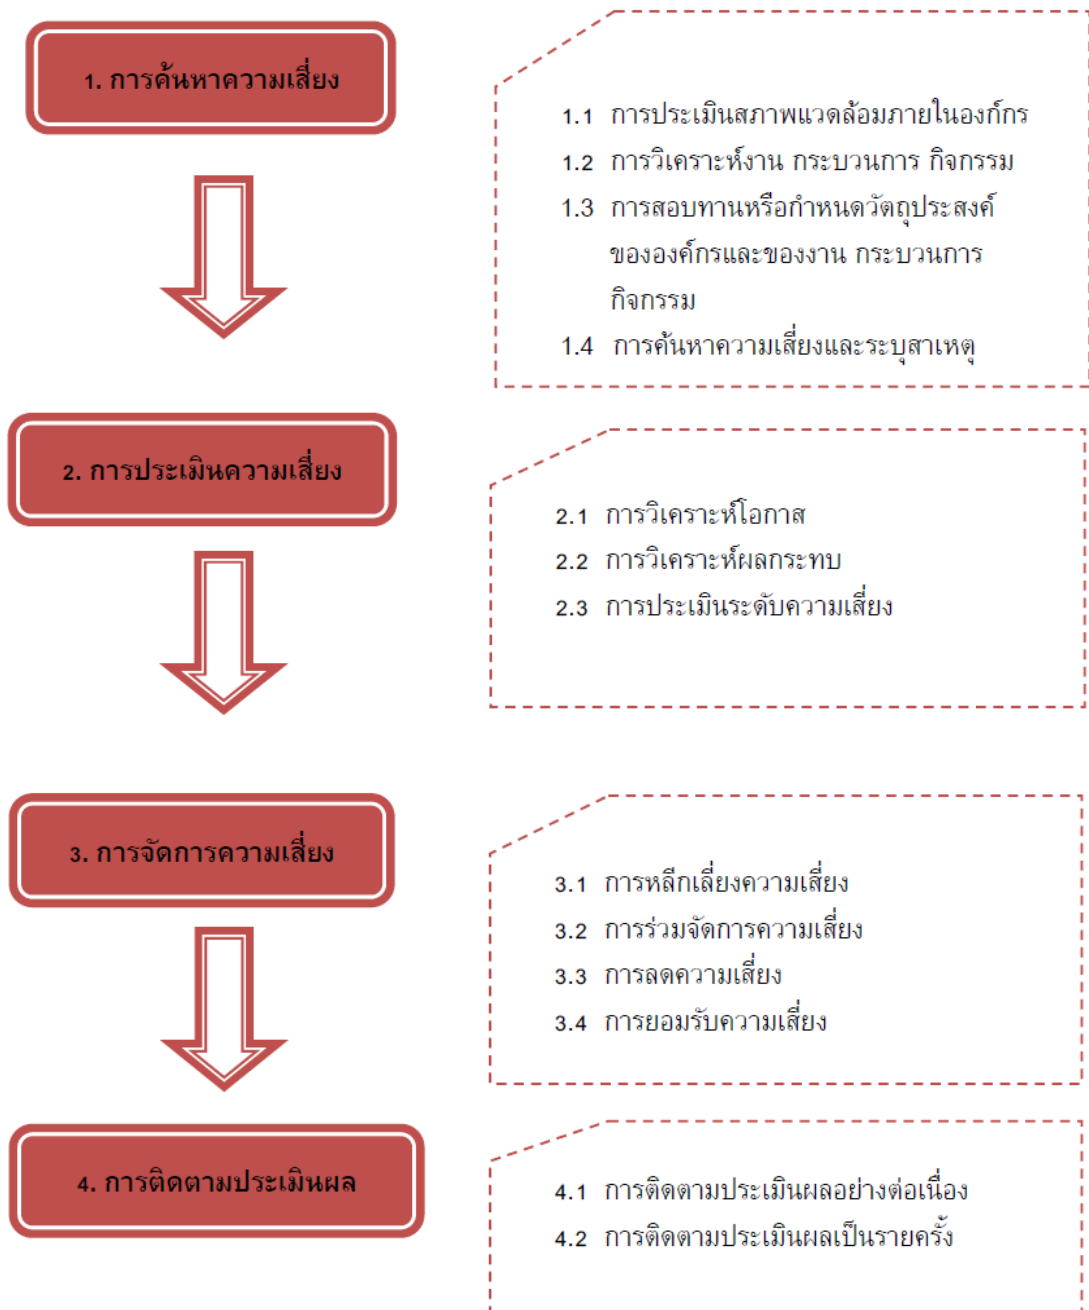 1. การค้นหาความเสี่ยง
1.1 การประเมินสภาพแวดล้อมภายในองก์กร
1.2 การวิเคราะห์งาน กระบวนการ กิจกรรม
1.3 การสอบทานหรือกำหนดวัตถุประสงค์
ขององค์กรและของงาน กระบวนการ
กิจกรรม
1.4 การค้นหาความเสี่ยงและระบุสาเหตุ
2. การประเมินความเสี่ยง
2.1 การวิเคราะห์โอกาส
2.2 การวิเคราะห์ผลกระทบ
2.3 การประเมินระดับความเสี่ยง
3. การจัดการความเสี่ยง
3.1 การหลีกเลี่ยงความเสี่ยง
3.2 การร่วมจัดการความเสี่ยง
3.3 การลดความเสี่ยง
3.4 การยอมรับความเสี่ยง
4. การติดตามประเมินผล
4.1 การติดตามประเมินผลอย่างต่อเนื่อง
4.2 การติดตามประเมินผลเป็นรายครั้ง